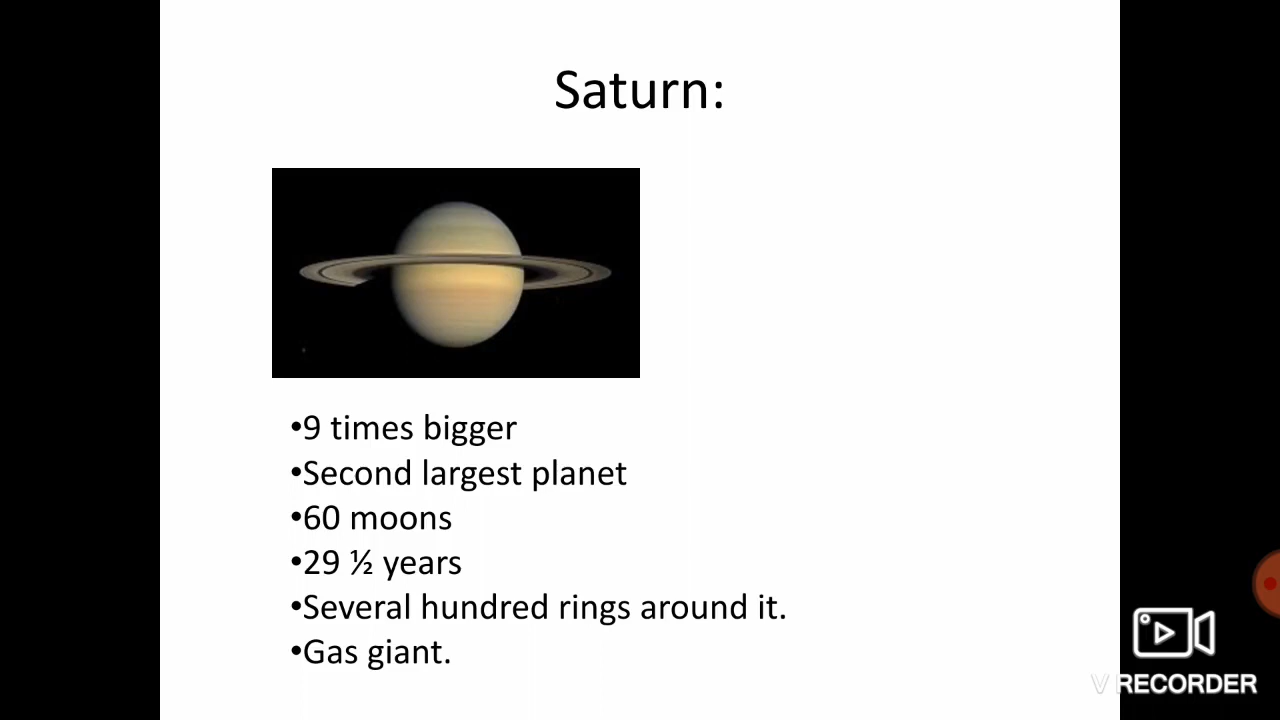 Saturn:
•9 times bigger
•Second largest planet
•60 moons
•29 ½ years
•Several hundred rings around it.
•Gas giant.
V RECORDER